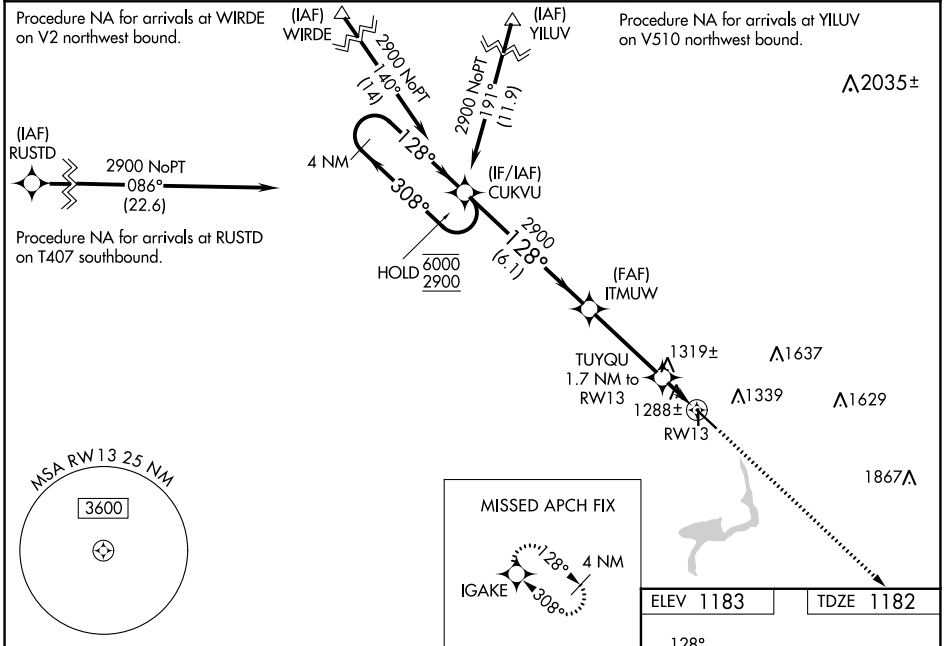 Procedure NA for arrivals at WIRDE
on V2 northwest bound.
(IAF)
WIRDE
(IAF)
YILUV
Procedure NA for arrivals at YILUV
on V510 northwest bound.
2035±
2900 NoPT
140°
(14)
2900 NoPT
191°
(11.9)
(IAF)
RUSTD
2900 NoPT
086°
(22.6)
4 NM
128°
308°
(IF/IAF)
CUKVU
Procedure NA for arrivals at RUSTD
on T407 southbound.
HOLD 6000
2900
2900
128°
(6.1)
(FAF)
ITMUW
TUYQU
1.7 NM to
RW13
1319±
1637
1288±
1339
1629
RW13
1867
MSA RW13 25 NM
3600
MISSED APCH FIX
128°
4 NM
IGAKE
308°
ELEV 1183
TDZE 1182
128°